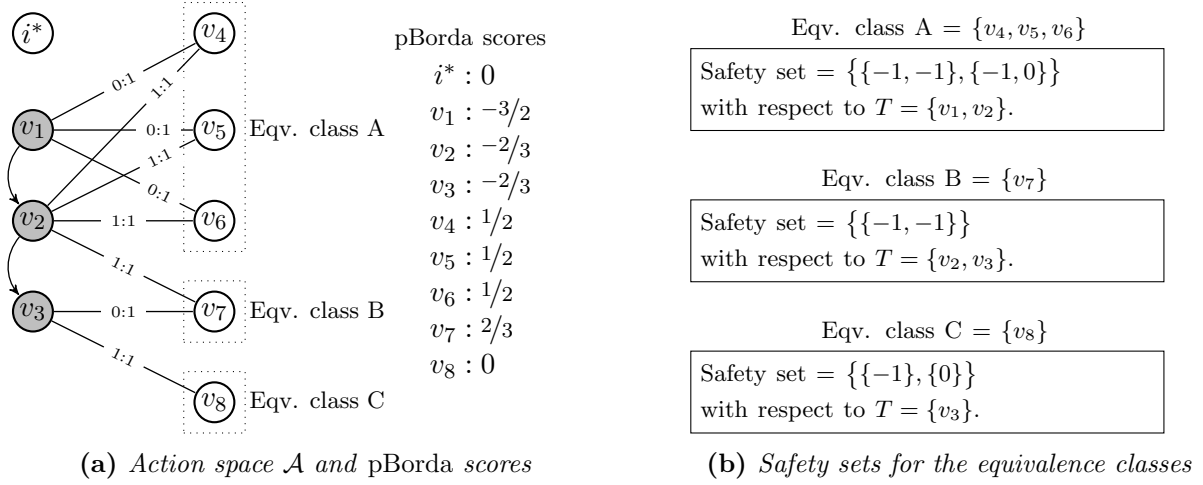 i*
v₁
v₂
v₃
0:1
1:1
0:1
1:1
0:1
1:1
1:1
0:1
1:1
v₄
v₅
v₆
v₇
v₈
Eqv. class A
Eqv. class B
Eqv. class C
pBorda scores
i* : 0
v₁ : −3/2
v₂ : −2/3
v₃ : −2/3
v₄ : 1/2
v₅ : 1/2
v₆ : 1/2
v₇ : 2/3
v₈ : 0
(a) Action space 𝒜 and pBorda scores
Eqv. class A = {v₄, v₅, v₆}
Safety set = {{−1, −1}, {−1, 0}}
with respect to T = {v₁, v₂}.
Eqv. class B = {v₇}
Safety set = {{−1, −1}}
with respect to T = {v₂, v₃}.
Eqv. class C = {v₈}
Safety set = {{−1}, {0}}
with respect to T = {v₃}.
(b) Safety sets for the equivalence classes